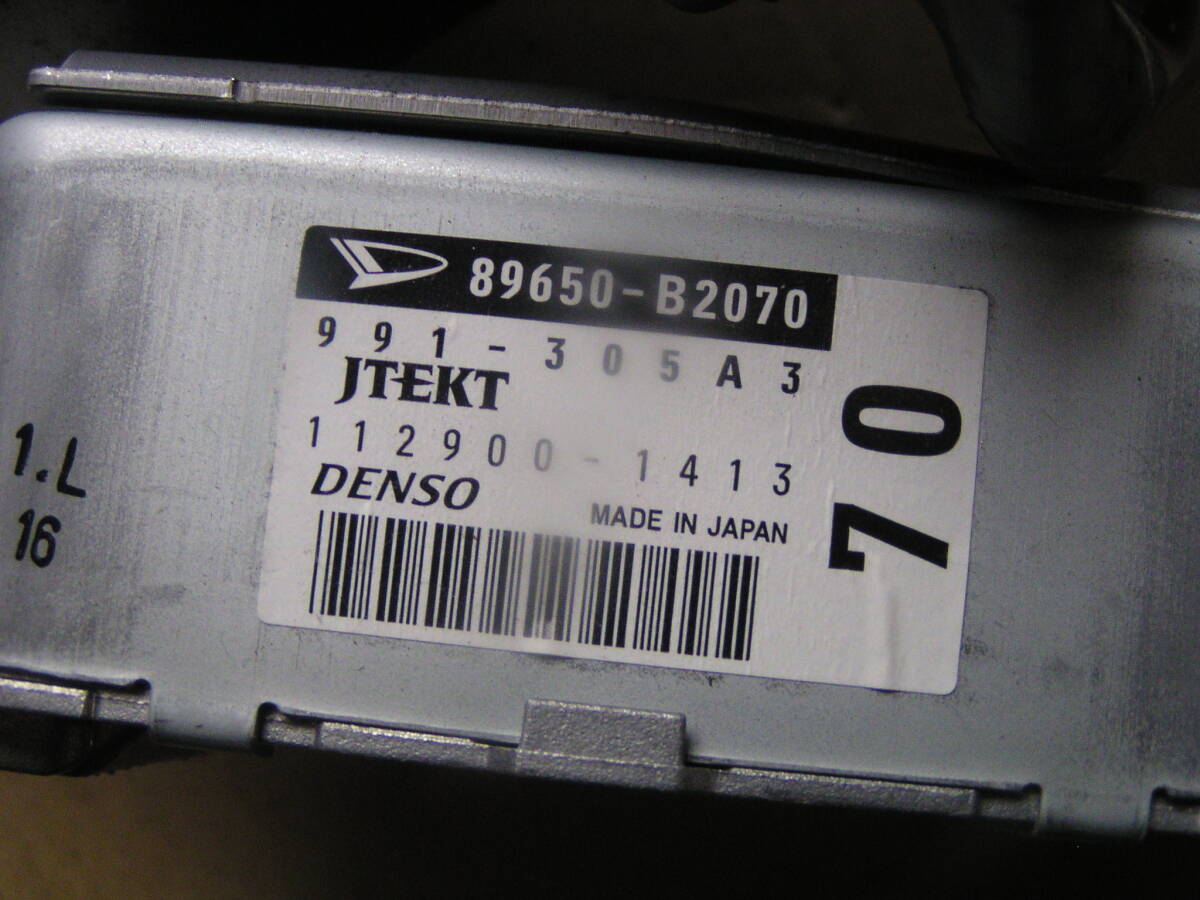 89650-B2070
991-305A3
JTEKT
112900-1413
DENSO
MADE IN JAPAN
70
1.L
16